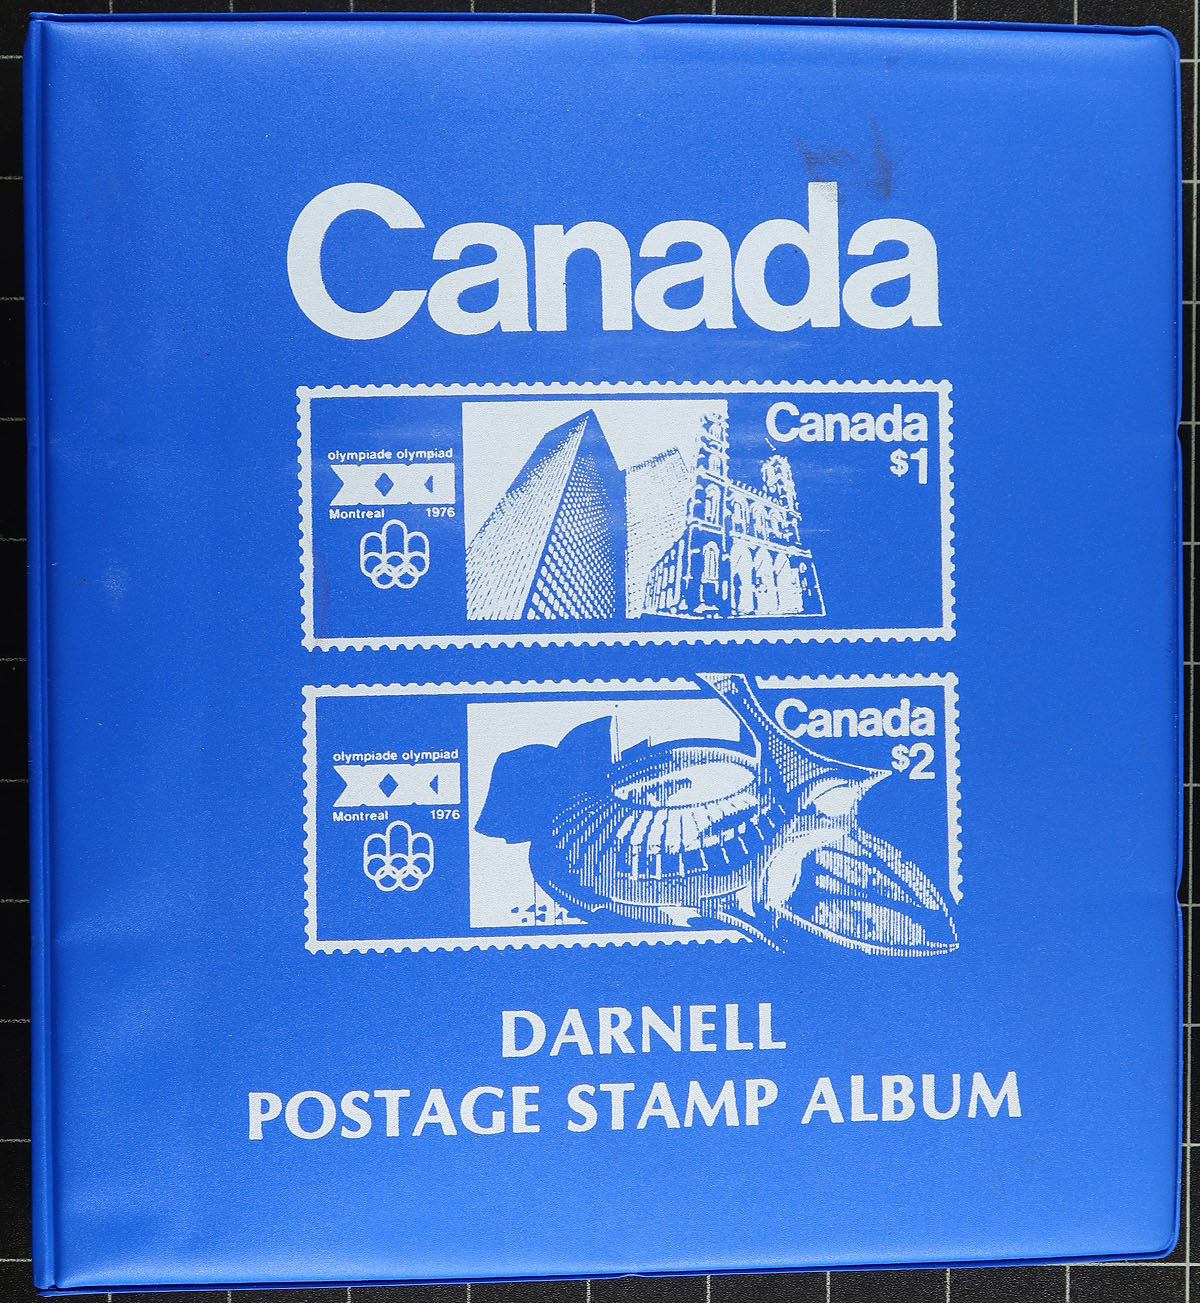 Canada
olympiade olympiad
XXI
Montreal 1976
Canada
$1
olympiade olympiad
XXI
Montreal 1976
Canada
$2
DARNELL
POSTAGE STAMP ALBUM